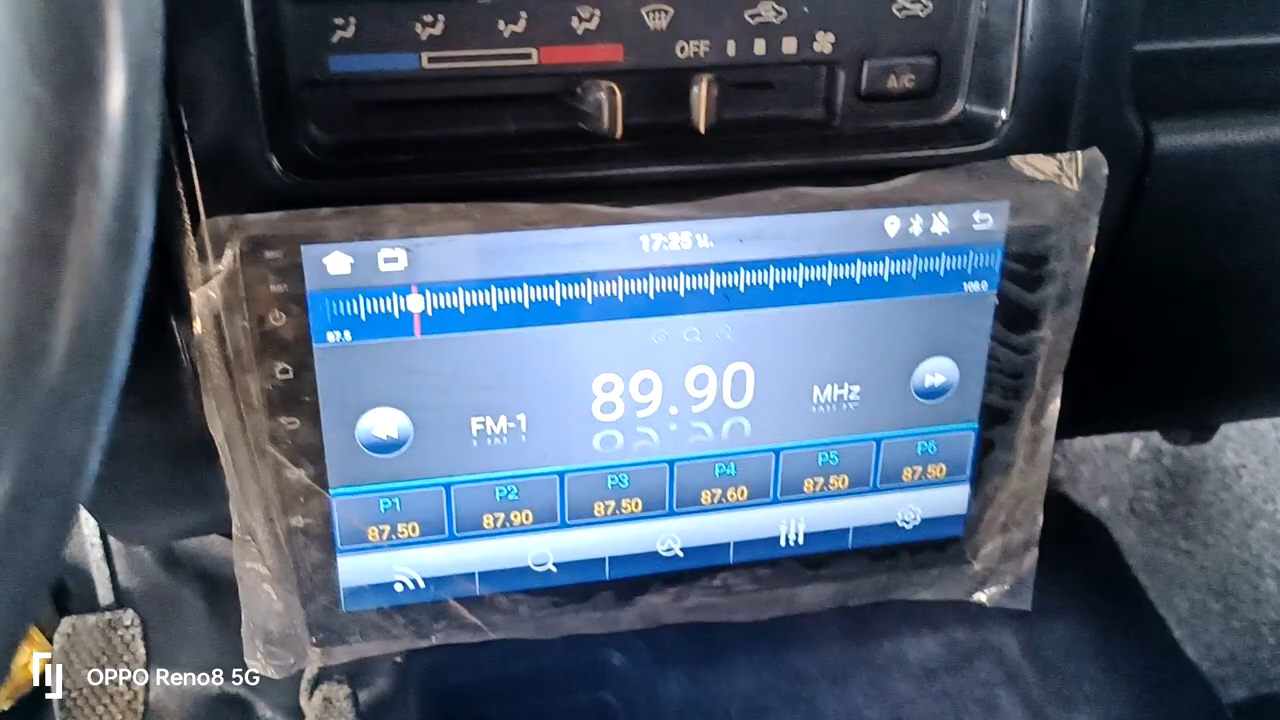 OFF
A/C
17:25 น.
87.5
108.0
FM-1
89.90
MHz
P1
P2
P3
P4
P5
P6
87.50
87.90
87.50
87.60
87.50
87.50
OPPO Reno8 5G